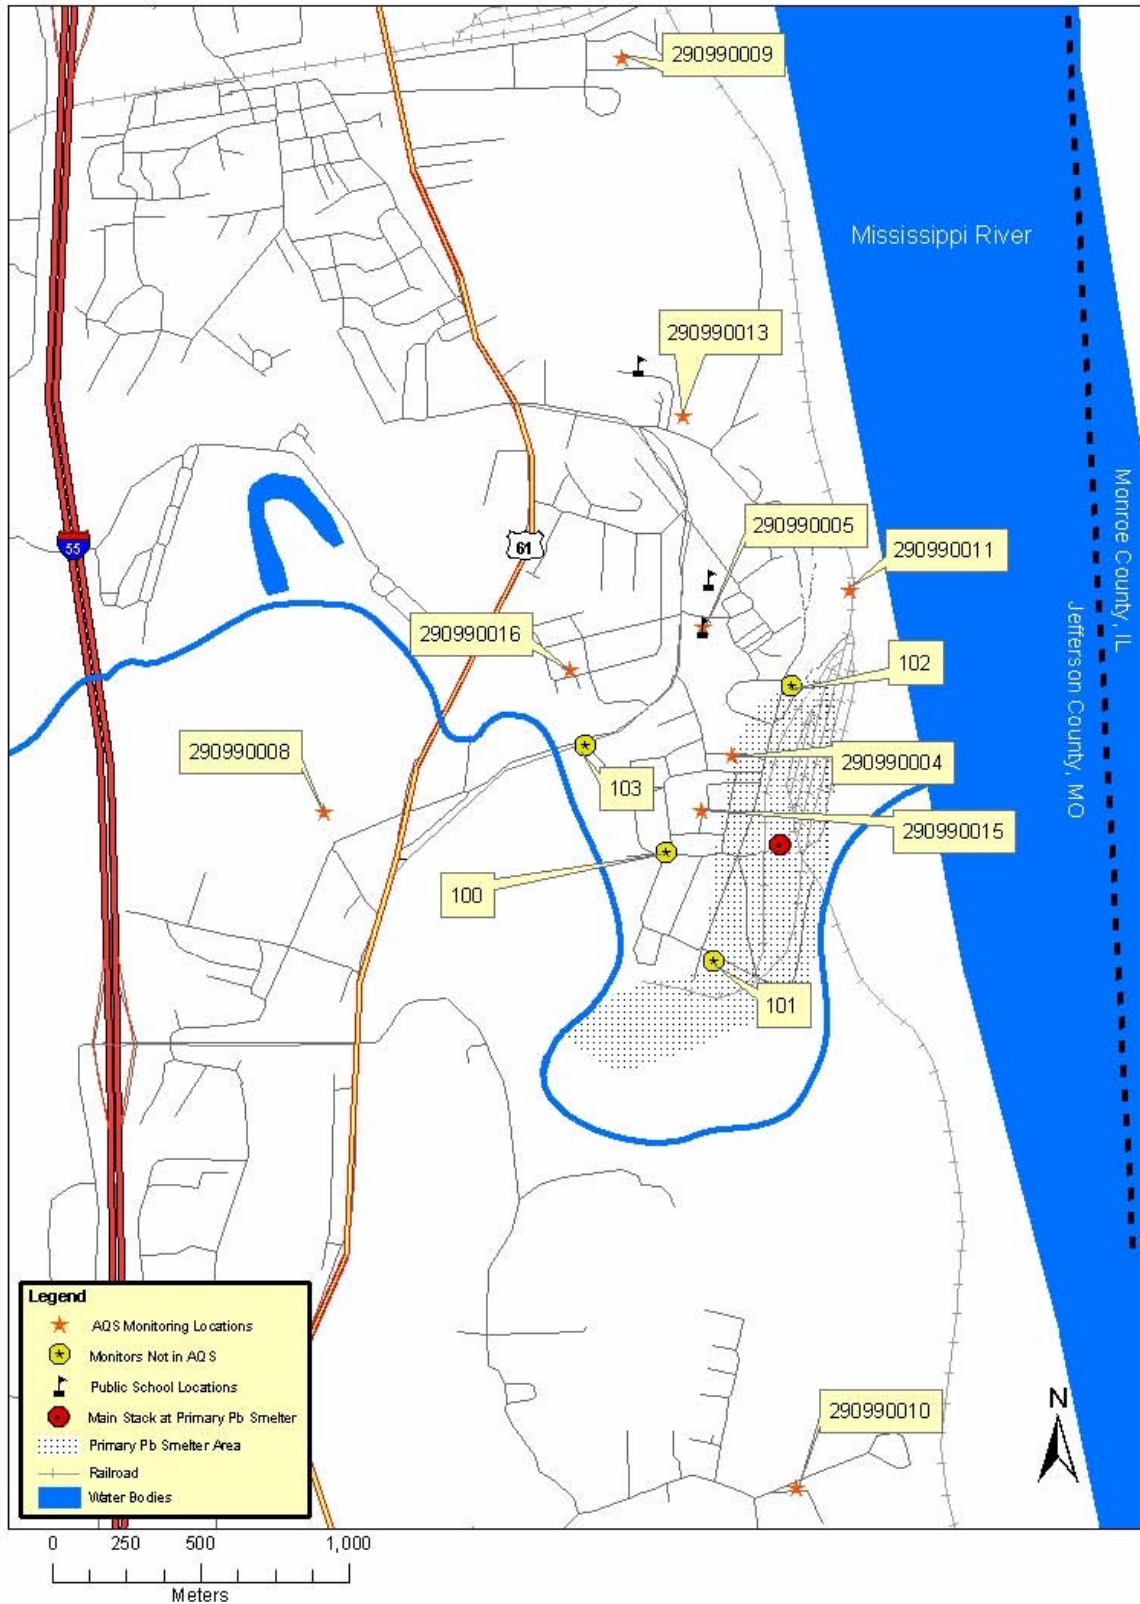 290990009
Mississippi River
290990013
290990005
290990011
Monroe County, IL
Jefferson County, MO
55
61
290990016
102
290990008
290990004
103
290990015
100
101
290990010
N
Legend
AQS Monitoring Locations
Monitors Not in AQS
Public School Locations
Main Stack at Primary Pb Smelter
Primary Pb Smelter Area
Railroad
Water Bodies
0 250 500 1,000
Meters